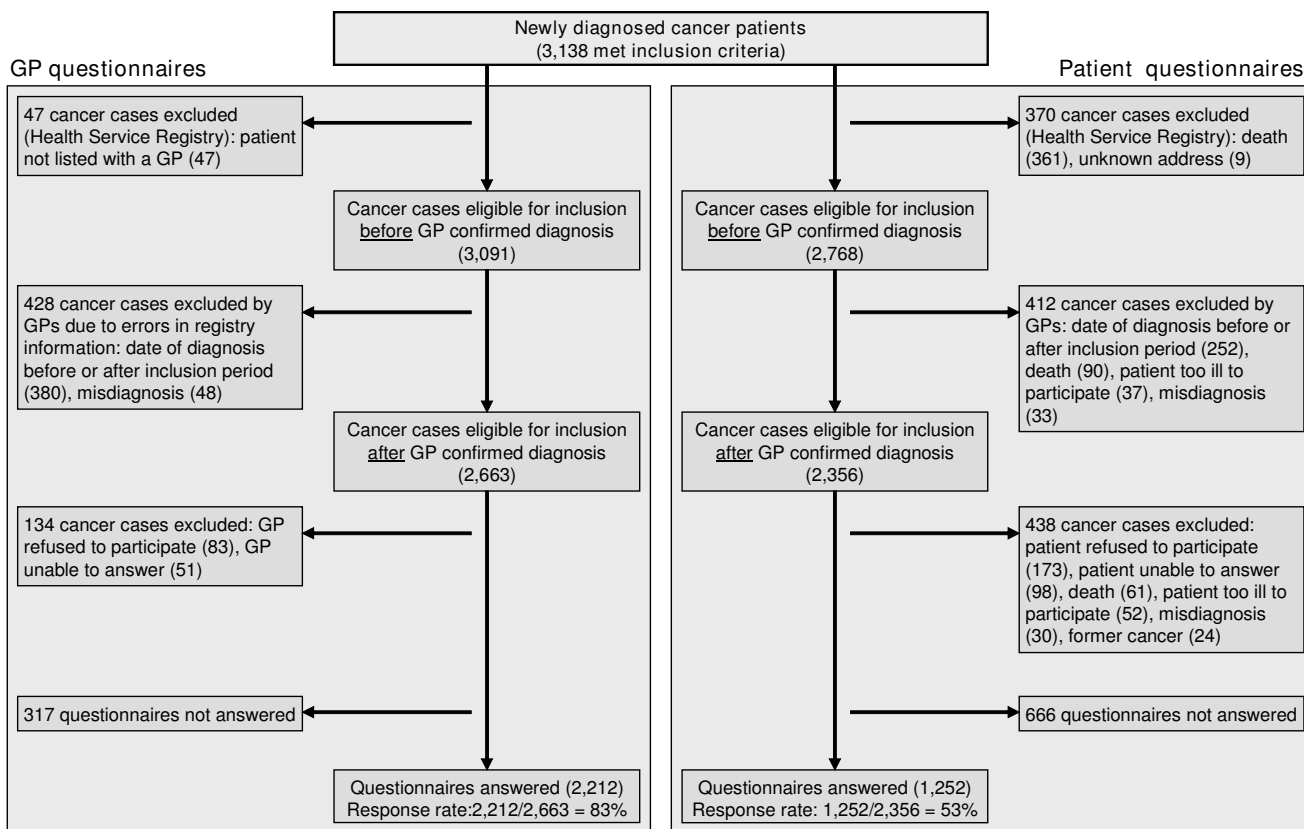 Newly diagnosed cancer patients
(3,138 met inclusion criteria)
GP questionnaires
Patient questionnaires
47 cancer cases excluded
(Health Service Registry): patient
not listed with a GP (47)
370 cancer cases excluded
(Health Service Registry): death
(361), unknown address (9)
Cancer cases eligible for inclusion
before GP confirmed diagnosis
(3,091)
Cancer cases eligible for inclusion
before GP confirmed diagnosis
(2,768)
428 cancer cases excluded by
GPs due to errors in registry
information: date of diagnosis
before or after inclusion period
(380), misdiagnosis (48)
412 cancer cases excluded by
GPs: date of diagnosis before or
after inclusion period (252),
death (90), patient too ill to
participate (37), misdiagnosis
(33)
Cancer cases eligible for inclusion
after GP confirmed diagnosis
(2,663)
Cancer cases eligible for inclusion
after GP confirmed diagnosis
(2,356)
134 cancer cases excluded: GP
refused to participate (83), GP
unable to answer (51)
438 cancer cases excluded:
patient refused to participate
(173), patient unable to answer
(98), death (61), patient too ill to
participate (52), misdiagnosis
(30), former cancer (24)
317 questionnaires not answered
666 questionnaires not answered
Questionnaires answered (2,212)
Response rate:2,212/2,663 = 83%
Questionnaires answered (1,252)
Response rate: 1,252/2,356 = 53%